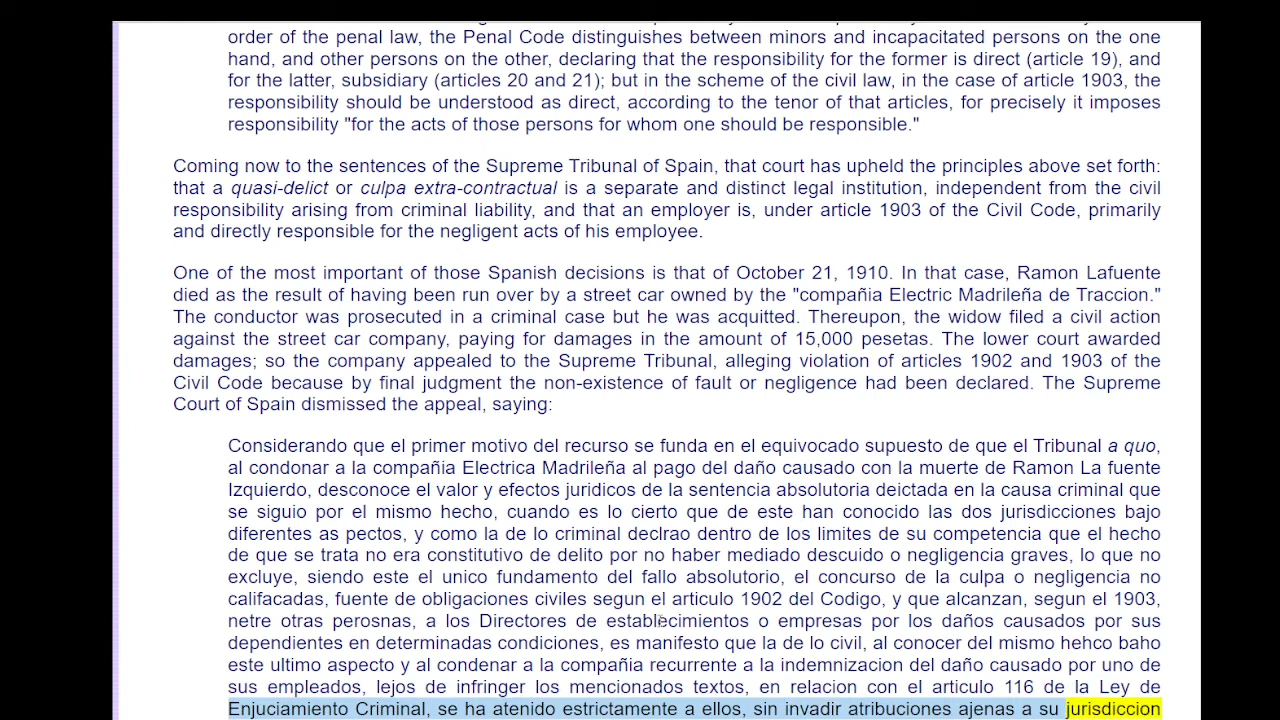 order of the penal law, the Penal Code distinguishes between minors and incapacitated persons on the one
hand, and other persons on the other, declaring that the responsibility for the former is direct (article 19), and
for the latter, subsidiary (articles 20 and 21); but in the scheme of the civil law, in the case of article 1903, the
responsibility should be understood as direct, according to the tenor of that articles, for precisely it imposes
responsibility "for the acts of those persons for whom one should be responsible."
Coming now to the sentences of the Supreme Tribunal of Spain, that court has upheld the principles above set forth:
that a quasi-delict or culpa extra-contractual is a separate and distinct legal institution, independent from the civil
responsibility arising from criminal liability, and that an employer is, under article 1903 of the Civil Code, primarily
and directly responsible for the negligent acts of his employee.
One of the most important of those Spanish decisions is that of October 21, 1910. In that case, Ramon Lafuente
died as the result of having been run over by a street car owned by the "compañia Electric Madrileña de Traccion."
The conductor was prosecuted in a criminal case but he was acquitted. Thereupon, the widow filed a civil action
against the street car company, paying for damages in the amount of 15,000 pesetas. The lower court awarded
damages; so the company appealed to the Supreme Tribunal, alleging violation of articles 1902 and 1903 of the
Civil Code because by final judgment the non-existence of fault or negligence had been declared. The Supreme
Court of Spain dismissed the appeal, saying:
Considerando que el primer motivo del recurso se funda en el equivocado supuesto de que el Tribunal a quo,
al condonar a la compañia Electrica Madrileña al pago del daño causado con la muerte de Ramon La fuente
Izquierdo, desconoce el valor y efectos juridicos de la sentencia absolutoria deictada en la causa criminal que
se siguio por el mismo hecho, cuando es lo cierto que de este han conocido las dos jurisdicciones bajo
diferentes as pectos, y como la de lo criminal declrao dentro de los limites de su competencia que el hecho
de que se trata no era constitutivo de delito por no haber mediado descuido o negligencia graves, lo que no
excluye, siendo este el unico fundamento del fallo absolutorio, el concurso de la culpa o negligencia no
califacadas, fuente de obligaciones civiles segun el articulo 1902 del Codigo, y que alcanzan, segun el 1903,
netre otras perosnas, a los Directores de establecimientos o empresas por los daños causados por sus
dependientes en determinadas condiciones, es manifesto que la de lo civil, al conocer del mismo hehco baho
este ultimo aspecto y al condenar a la compañia recurrente a la indemnizacion del daño causado por uno de
sus empleados, lejos de infringer los mencionados textos, en relacion con el articulo 116 de la Ley de
Enjuciamiento Criminal, se ha atenido estrictamente a ellos, sin invadir atribuciones ajenas a su jurisdiccion